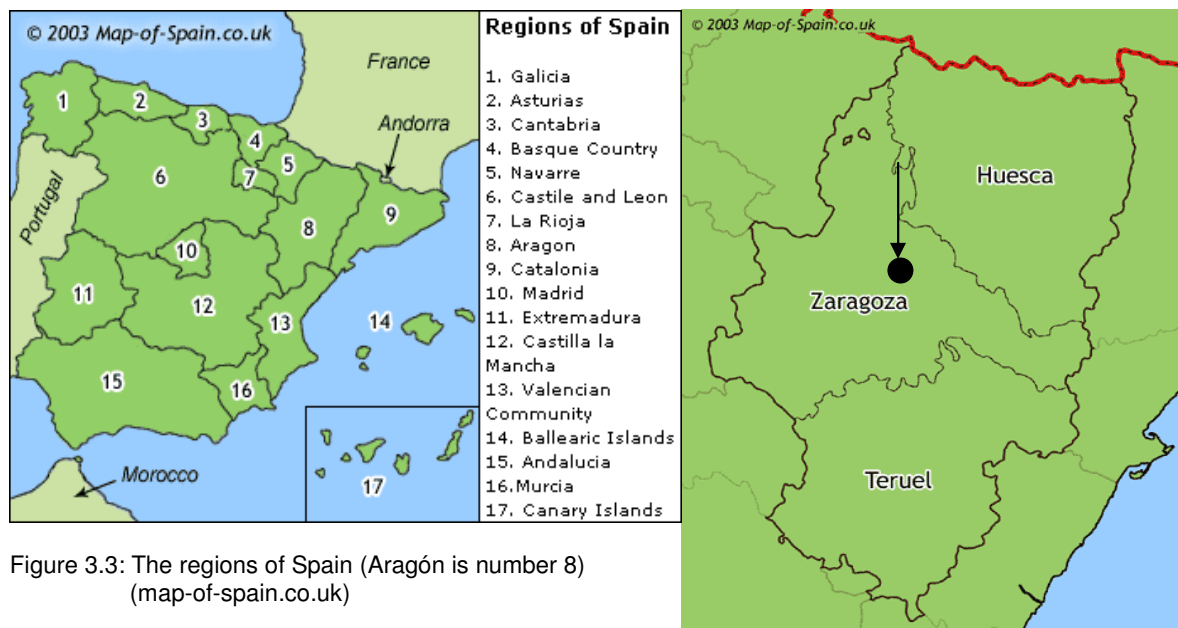 © 2003 Map-of-Spain.co.uk
France
Andorra
Portugal
Morocco
1
2
3
4
5
6
7
8
9
10
11
12
13
14
15
16
17
Regions of Spain
1. Galicia
2. Asturias
3. Cantabria
4. Basque Country
5. Navarre
6. Castile and Leon
7. La Rioja
8. Aragon
9. Catalonia
10. Madrid
11. Extremadura
12. Castilla la
Mancha
13. Valencian
Community
14. Ballearic Islands
15. Andalucia
16.Murcia
17. Canary Islands
© 2003 Map-of-Spain.co.uk
Huesca
Zaragoza
Teruel
Figure 3.3: The regions of Spain (Aragón is number 8)
(map-of-spain.co.uk)